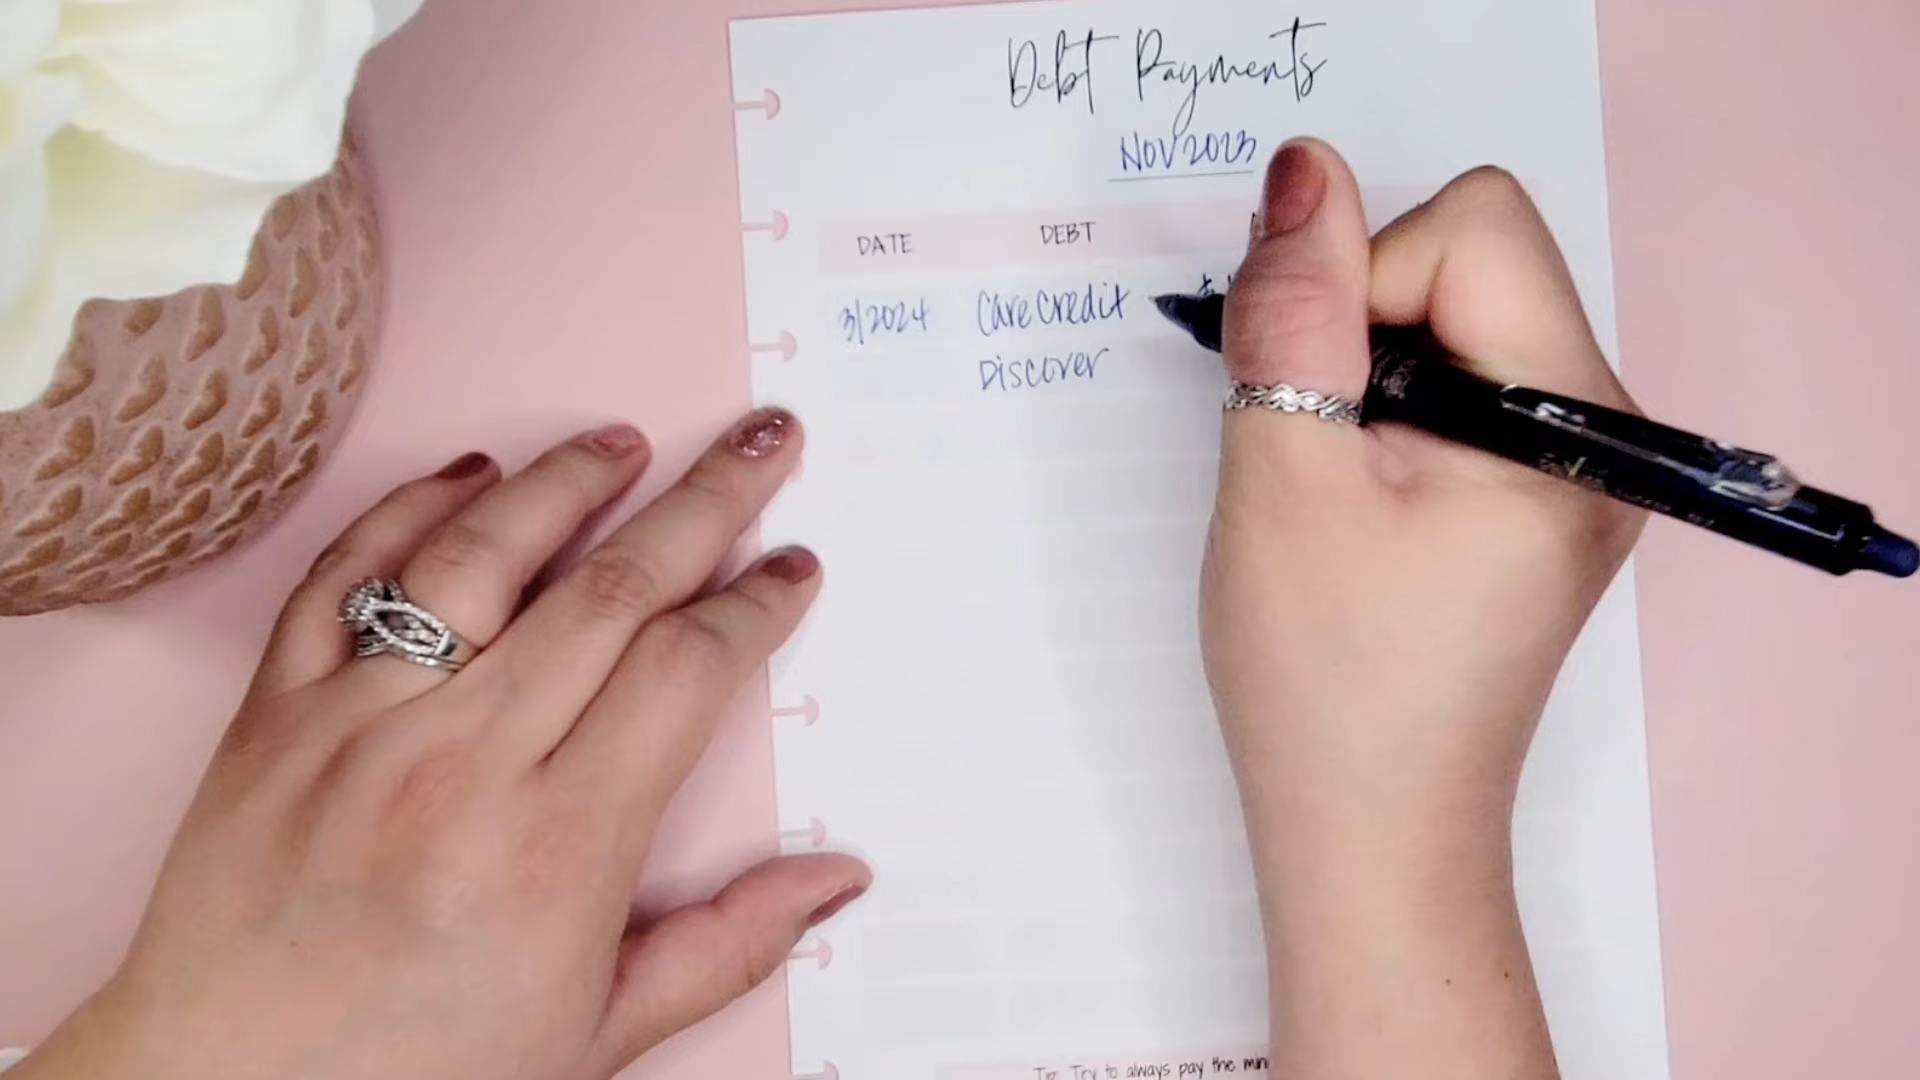 Debt Payments
NOV 2023
DATE DEBT
3/2024 Care Credit $
Discover
Tip: Try to always pay the